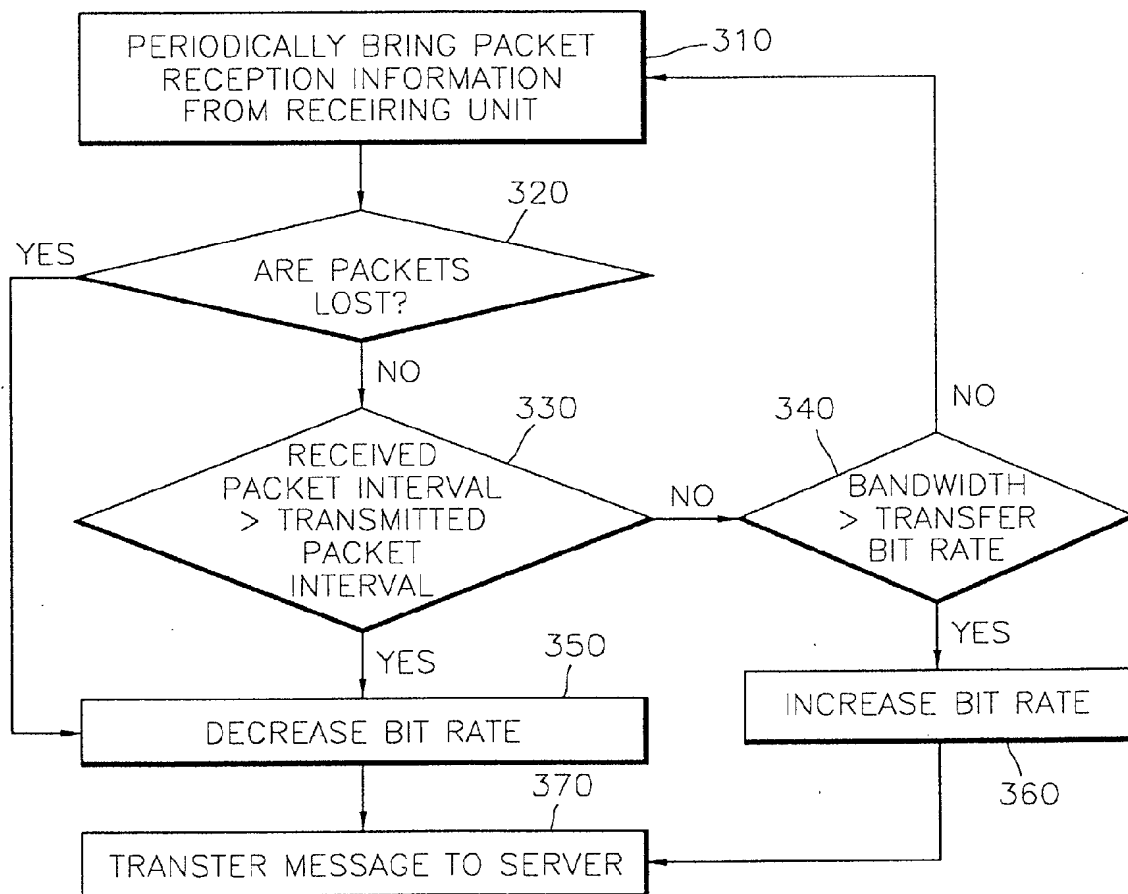 PERIODICALLY BRING PACKET
RECEPTION INFORMATION
FROM RECEIRING UNIT
310
320
YES
ARE PACKETS
LOST?
NO
330
RECEIVED
PACKET INTERVAL
> TRANSMITTED
PACKET
INTERVAL
NO
340
NO
BANDWIDTH
> TRANSFER
BIT RATE
YES
YES
350
DECREASE BIT RATE
INCREASE BIT RATE
360
370
TRANSTER MESSAGE TO SERVER